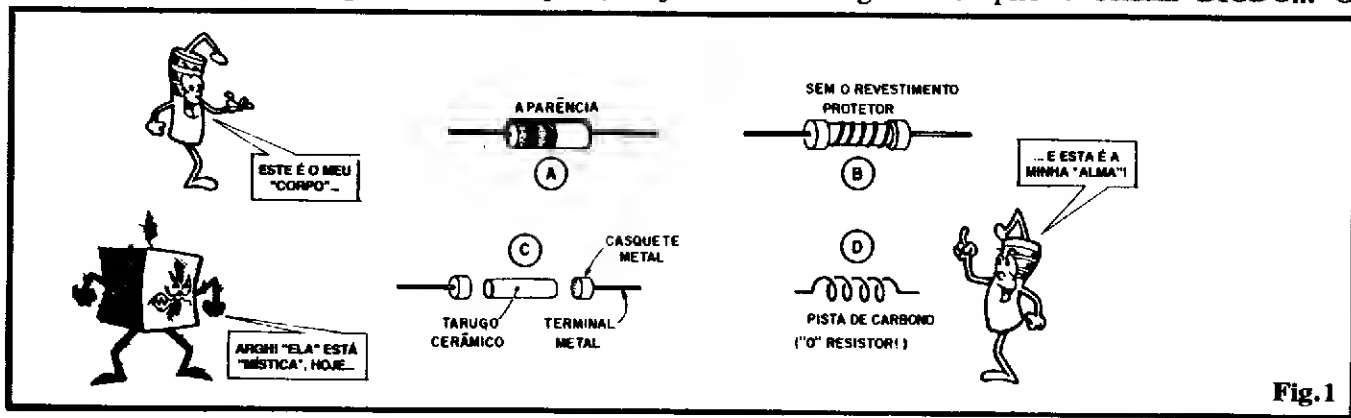 ESTE É O MEU
"CORPO"...
APARÊNCIA
A
SEM O REVESTIMENTO
PROTETOR
B
... E ESTA É A
MINHA "ALMA"!
ARGH! "ELA" ESTÁ
"MÍSTICA", HOJE...
C
CASQUETE
METAL
TARUGO
CERÂMICO
TERMINAL
METAL
D
PISTA DE CARBONO
("O" RESISTOR!)
Fig.1